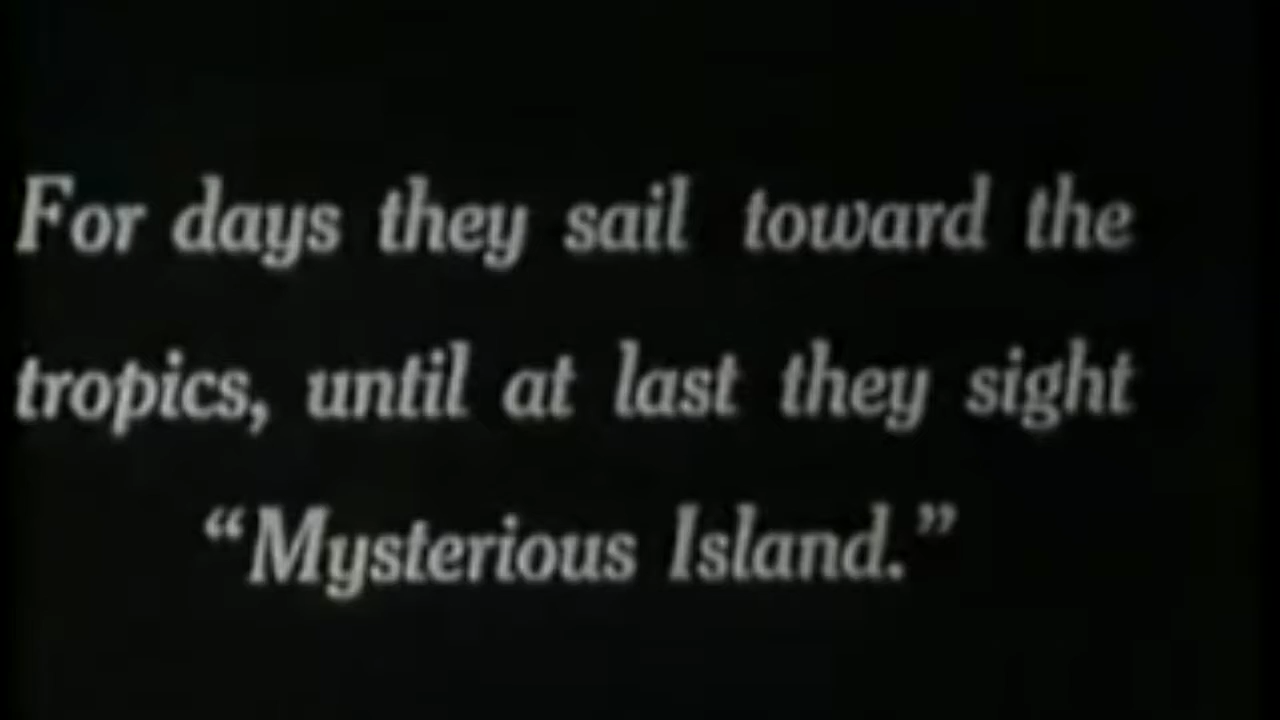 For days they sail toward the
tropics, until at last they sight
“Mysterious Island.”